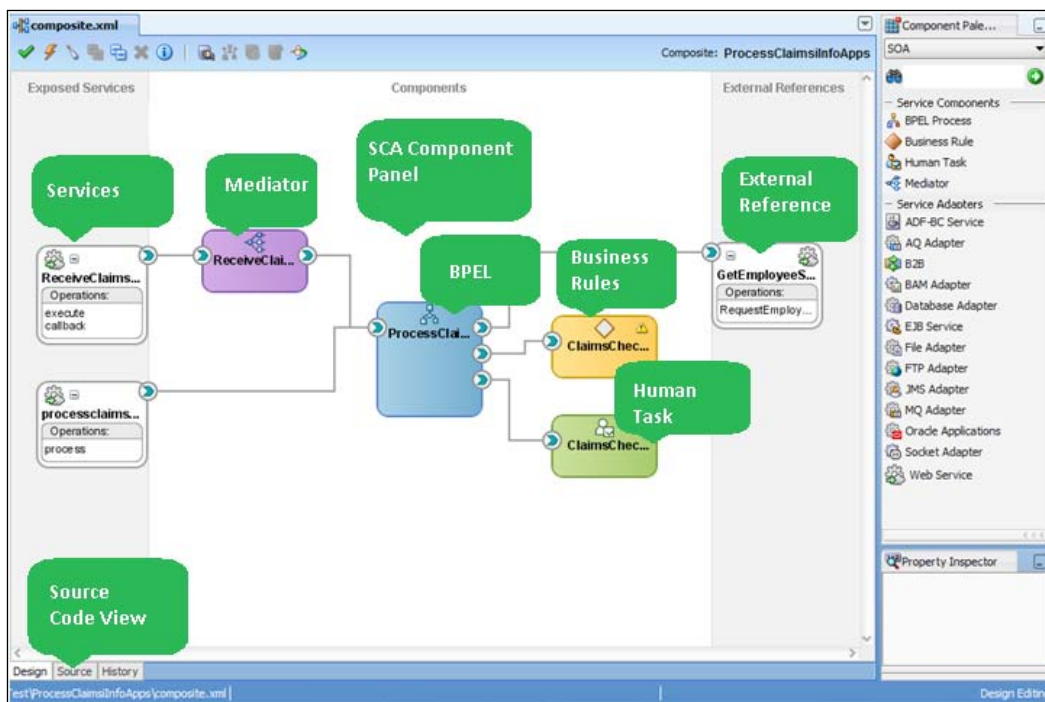 composite.xml
Composite: ProcessClaimsInfoApps
Exposed Services
Components
External References
Services
Mediator
SCA Component
Panel
BPEL
Business
Rules
External
Reference
ReceiveClaims...
Operations:
execute
callback
ReceiveClai...
ProcessClai...
ClaimsChec...
GetEmployeeS...
Operations:
RequestEmploy...
processclaims...
Operations:
process
Human
Task
ClaimsChec...
Source
Code View
Design
Source
History
est\ProcessClaimsInfoApps\composite.xml
Design Editing
Component Pale...
SOA
Service Components
BPEL Process
Business Rule
Human Task
Mediator
Service Adapters
ADF-BC Service
AQ Adapter
B2B
BAM Adapter
Database Adapter
EJB Service
File Adapter
FTP Adapter
JMS Adapter
MQ Adapter
Oracle Applications
Socket Adapter
Web Service
Property Inspector